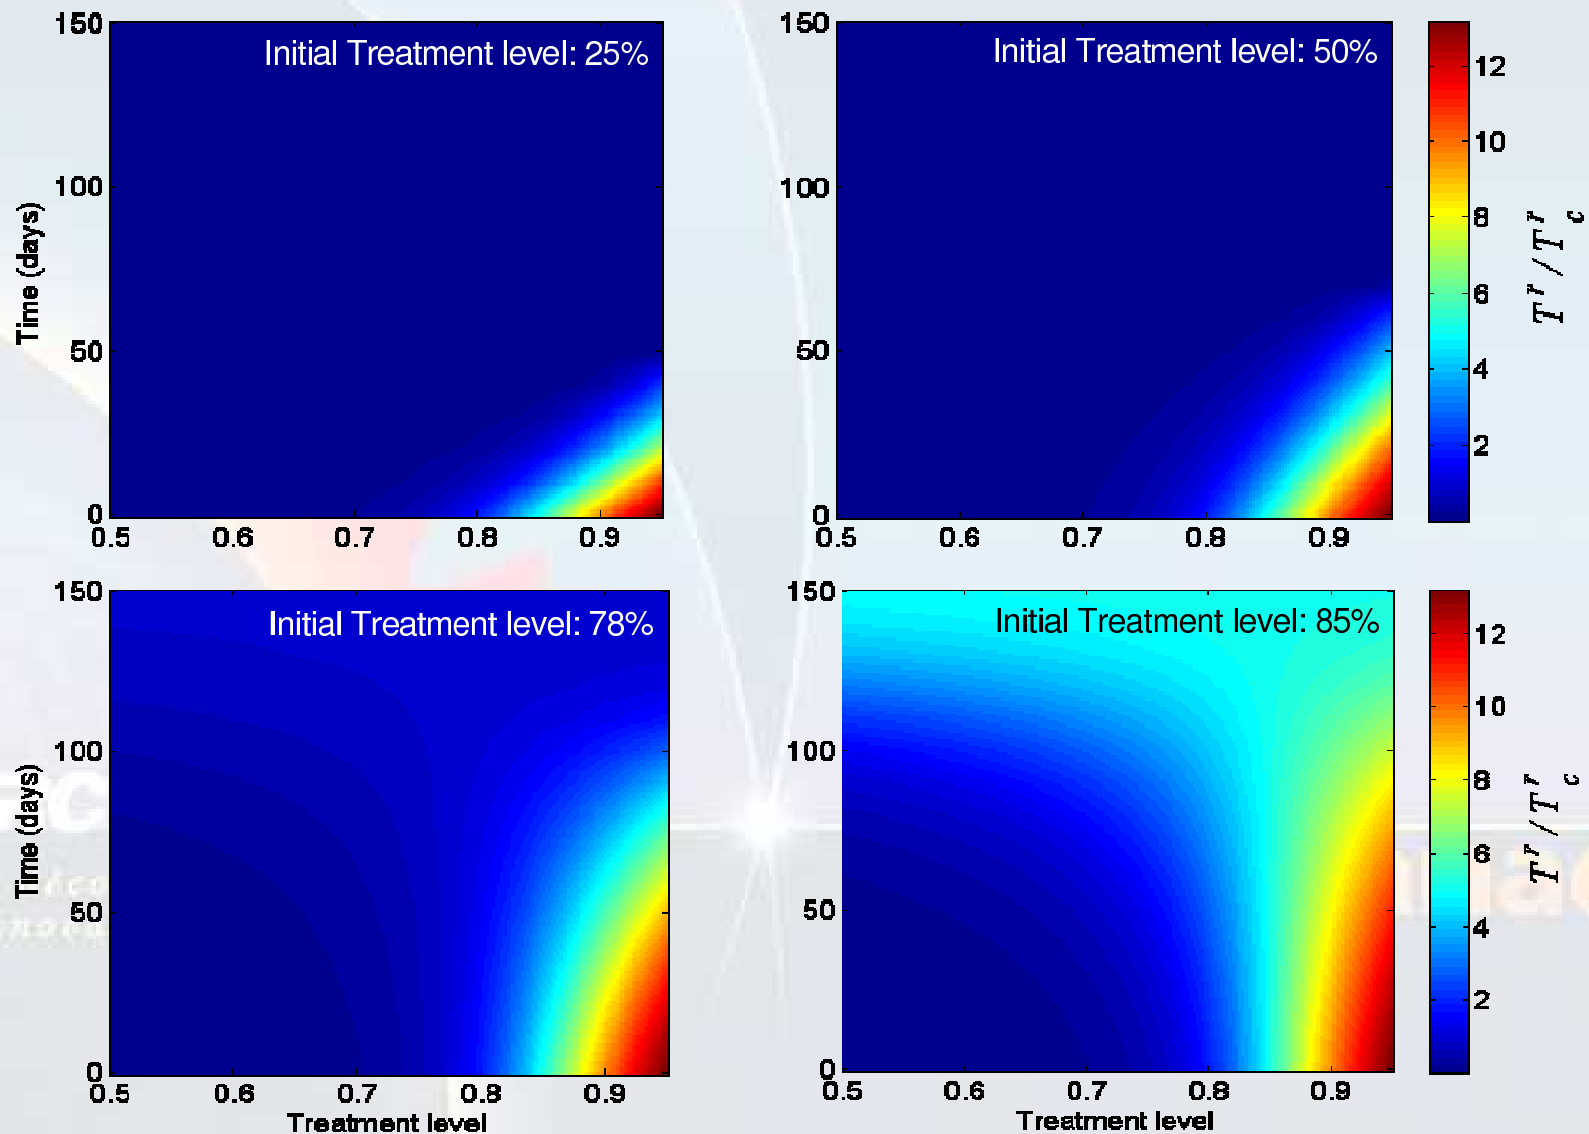 Initial Treatment level: 25%
150
100
50
0
Time (days)
0.5 0.6 0.7 0.8 0.9
Initial Treatment level: 50%
150
100
50
0
0.5 0.6 0.7 0.8 0.9
12
10
8
6
4
2
T^r / T^r_c
Initial Treatment level: 78%
150
100
50
0
Time (days)
0.5 0.6 0.7 0.8 0.9
Treatment level
Initial Treatment level: 85%
150
100
50
0
0.5 0.6 0.7 0.8 0.9
Treatment level
12
10
8
6
4
2
T^r / T^r_c